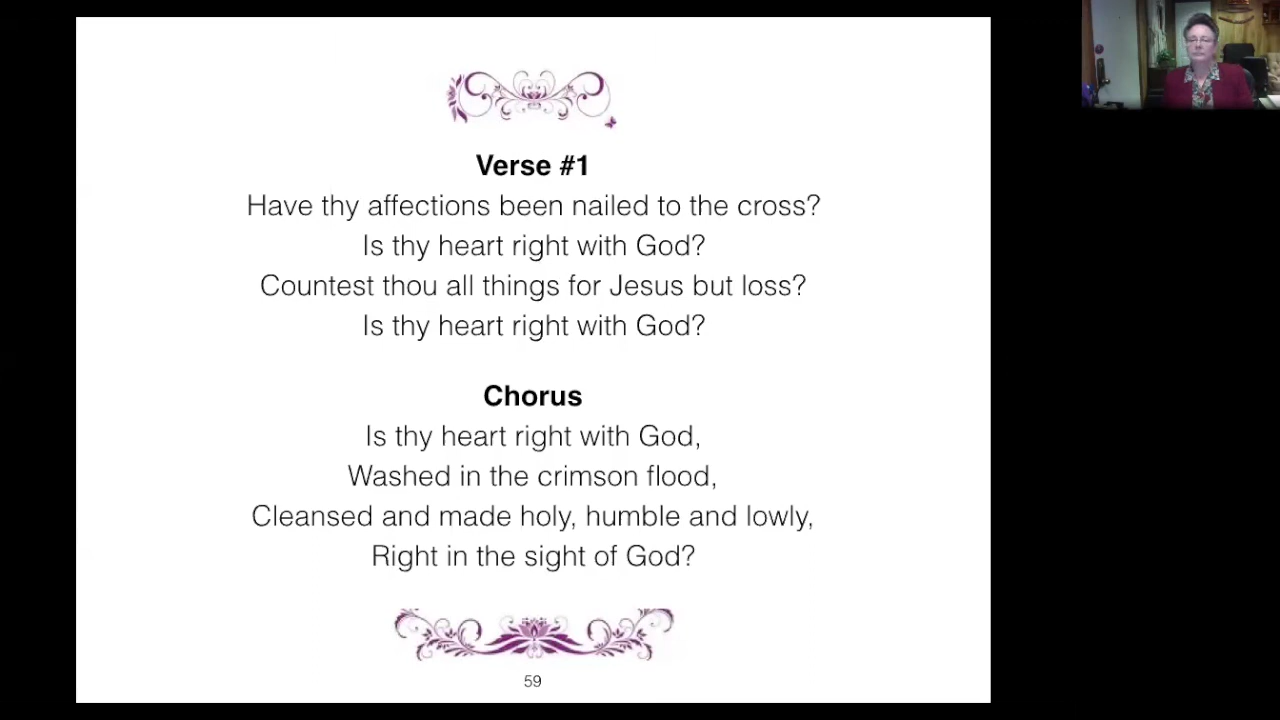 Verse #1
Have thy affections been nailed to the cross?
Is thy heart right with God?
Countest thou all things for Jesus but loss?
Is thy heart right with God?
Chorus
Is thy heart right with God,
Washed in the crimson flood,
Cleansed and made holy, humble and lowly,
Right in the sight of God?
59